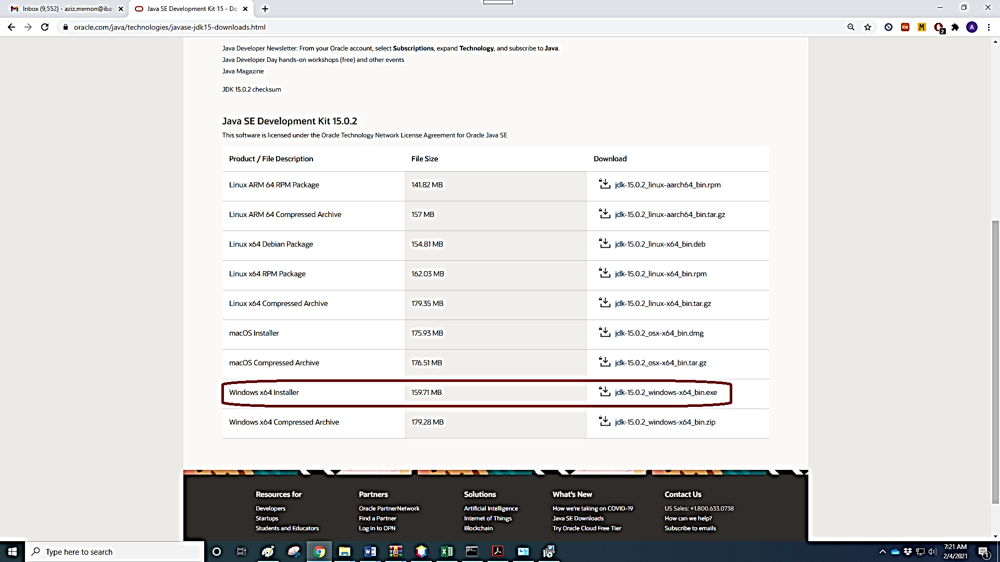 Inbox (9,552) - aziz.memon@iba-
Java SE Development Kit 15 - Do
oracle.com/java/technologies/javase-jdk15-downloads.html
EX
M
2
A
Java Developer Newsletter: From your Oracle account, select Subscriptions, expand Technology, and subscribe to Java.
Java Developer Day hands-on workshops (free) and other events
Java Magazine
JDK 15.0.2 checksum
Java SE Development Kit 15.0.2
This software is licensed under the Oracle Technology Network License Agreement for Oracle Java SE
Product / File Description File Size Download
Linux ARM 64 RPM Package 141.82 MB jdk-15.0.2_linux-aarch64_bin.rpm
Linux ARM 64 Compressed Archive 157 MB jdk-15.0.2_linux-aarch64_bin.tar.gz
Linux x64 Debian Package 154.81 MB jdk-15.0.2_linux-x64_bin.deb
Linux x64 RPM Package 162.03 MB jdk-15.0.2_linux-x64_bin.rpm
Linux x64 Compressed Archive 179.35 MB jdk-15.0.2_linux-x64_bin.tar.gz
macOS Installer 175.93 MB jdk-15.0.2_osx-x64_bin.dmg
macOS Compressed Archive 176.51 MB jdk-15.0.2_osx-x64_bin.tar.gz
Windows x64 Installer 159.71 MB jdk-15.0.2_windows-x64_bin.exe
Windows x64 Compressed Archive 179.28 MB jdk-15.0.2_windows-x64_bin.zip
Resources for
Developers
Startups
Students and Educators
Partners
Oracle PartnerNetwork
Find a Partner
Log in to OPN
Solutions
Artificial Intelligence
Internet of Things
Blockchain
What's New
How we're taking on COVID-19
Java SE Downloads
Try Oracle Cloud Free Tier
Contact Us
US Sales: +1.800.633.0738
How can we help?
Subscribe to emails
Type here to search
7:21 AM
2/4/2021
1